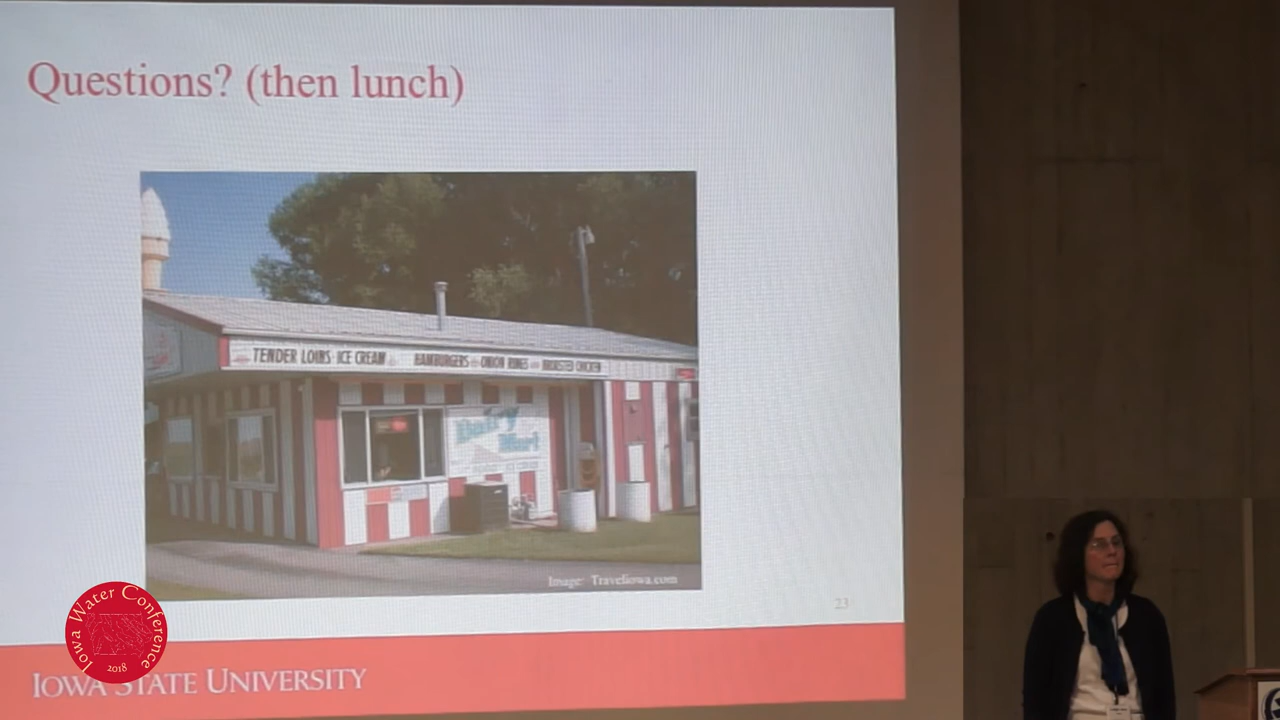 Questions? (then lunch)
TENDER LOINS ICE CREAM HAMBURGERS ONION RINGS BROASTED CHICKEN
Dairy
Mart
Image: Traveliowa.com
23
Iowa Water Conference
2018
IOWA STATE UNIVERSITY